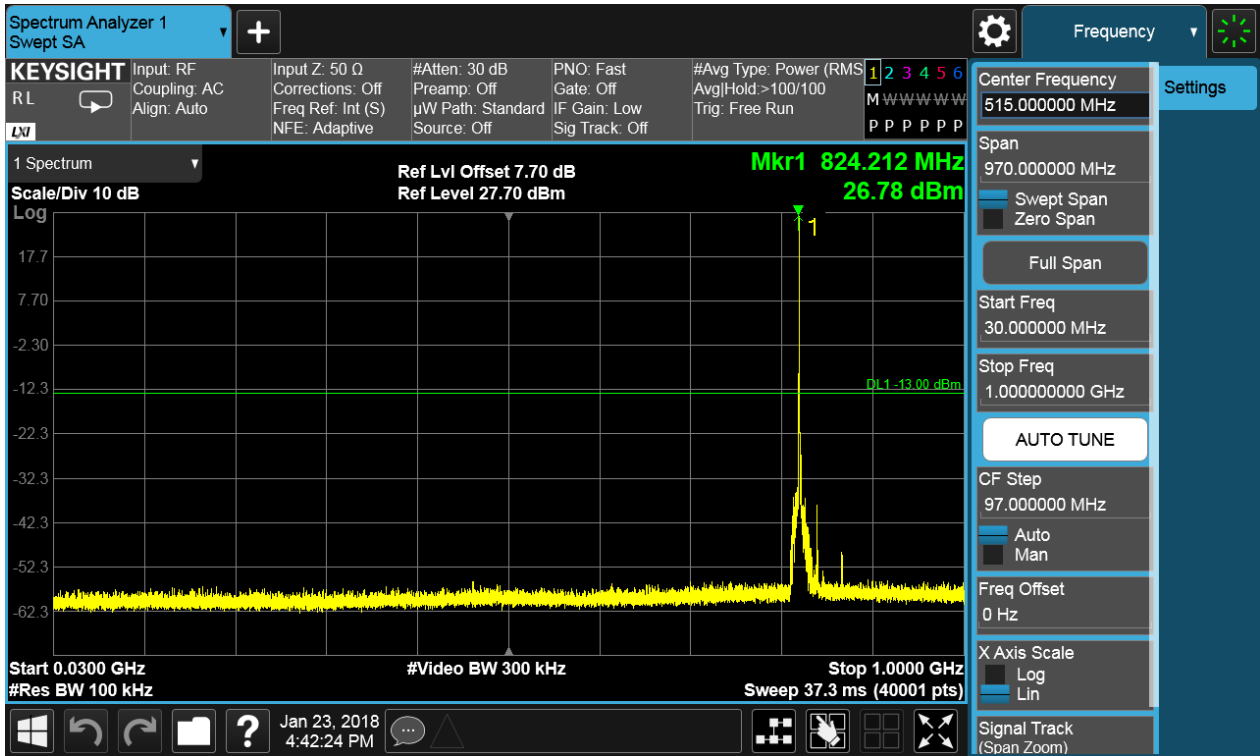 Spectrum Analyzer 1
Swept SA
Frequency
KEYSIGHT
RL
LXI
Input: RF
Coupling: AC
Align: Auto
Input Z: 50 Ω
Corrections: Off
Freq Ref: Int (S)
NFE: Adaptive
#Atten: 30 dB
Preamp: Off
µW Path: Standard
Source: Off
PNO: Fast
Gate: Off
IF Gain: Low
Sig Track: Off
#Avg Type: Power (RMS
Avg|Hold:>100/100
Trig: Free Run
1 2 3 4 5 6
M W W W W W
P P P P P P
1 Spectrum
Scale/Div 10 dB
Log
Ref Lvl Offset 7.70 dB
Ref Level 27.70 dBm
Mkr1 824.212 MHz
26.78 dBm
1
17.7
7.70
-2.30
-12.3
-22.3
-32.3
-42.3
-52.3
-62.3
DL1 -13.00 dBm
Start 0.0300 GHz
#Res BW 100 kHz
#Video BW 300 kHz
Stop 1.0000 GHz
Sweep 37.3 ms (40001 pts)
Center Frequency
515.000000 MHz
Span
970.000000 MHz
Swept Span
Zero Span
Full Span
Start Freq
30.000000 MHz
Stop Freq
1.000000000 GHz
AUTO TUNE
CF Step
97.000000 MHz
Auto
Man
Freq Offset
0 Hz
X Axis Scale
Log
Lin
Signal Track
(Span Zoom)
Settings
?
Jan 23, 2018
4:42:24 PM